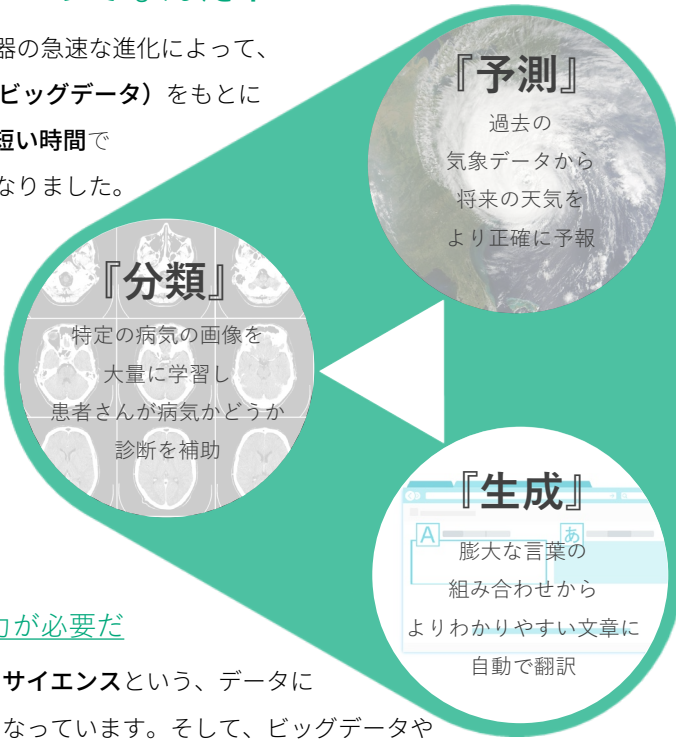 器の急速な進化によって、
ビッグデータ）をもとに
短い時間で
なりました。
『予測』
過去の
気象データから
将来の天気を
より正確に予報
『分類』
特定の病気の画像を
大量に学習し
患者さんが病気かどうか
診断を補助
『生成』
A あ
膨大な言葉の
組み合わせから
よりわかりやすい文章に
自動で翻訳
が必要だ
サイエンスという、データに
なっています。そして、ビッグデータや